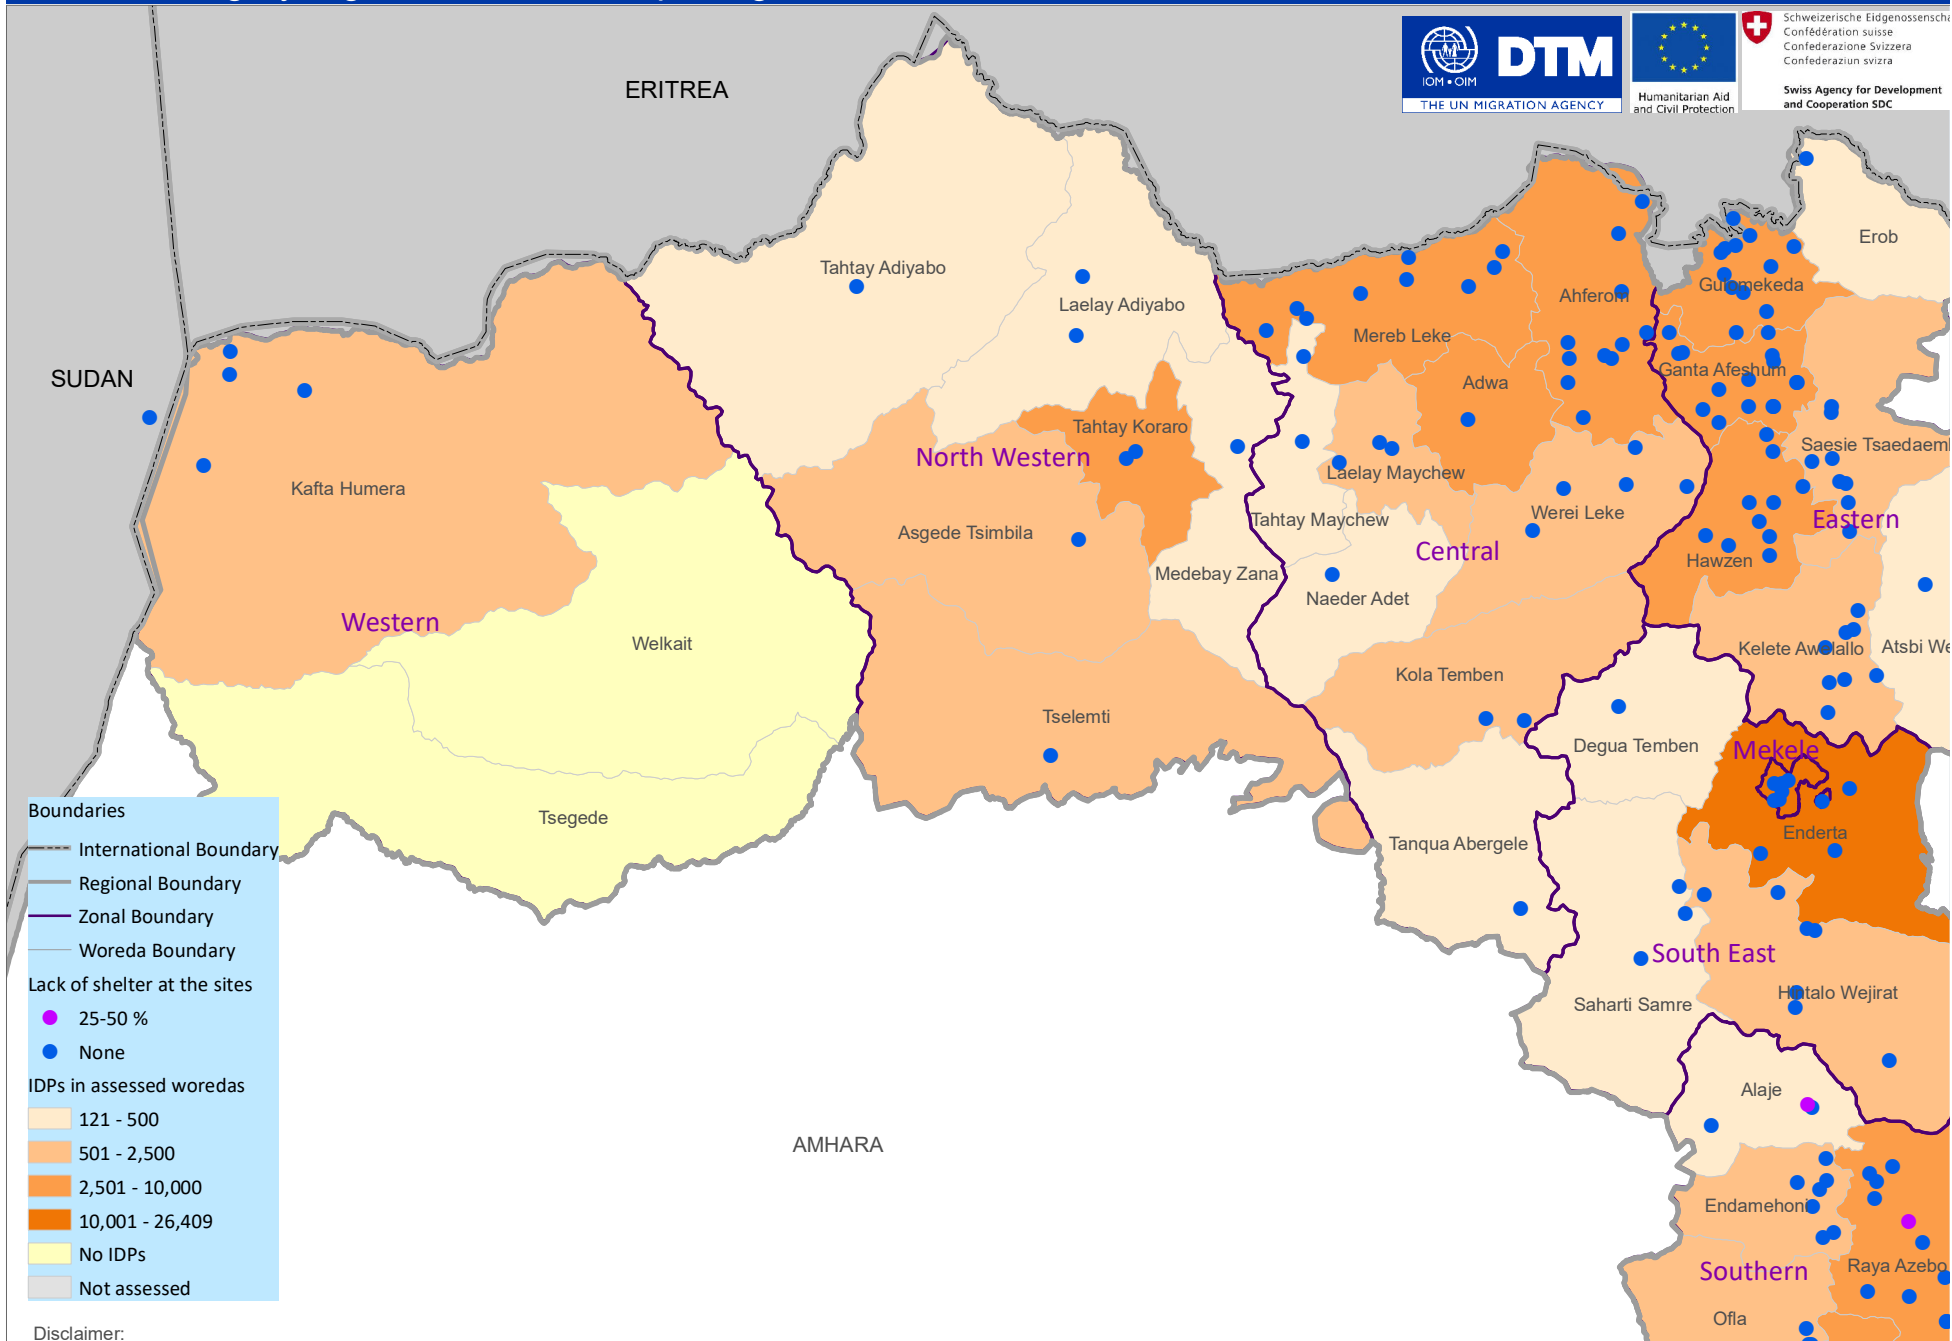 IOM • OIM
DTM
THE UN MIGRATION AGENCY
Humanitarian Aid
and Civil Protection
Schweizerische Eidgenossenscha
Confédération suisse
Confederazione Svizzera
Confederaziun svizra
Swiss Agency for Development
and Cooperation SDC
ERITREA
SUDAN
AMHARA
Erob
Tahtay Adiyabo
Laelay Adiyabo
Ahferom
Gulomekeda
Mereb Leke
Ganta Afeshum
Adwa
Tahtay Koraro
North Western
Saesie Tsaedaeml
Laelay Maychew
Kafta Humera
Werei Leke
Tahtay Maychew
Eastern
Asgede Tsimbila
Central
Hawzen
Medebay Zana
Naeder Adet
Western
Welkait
Kelete Awelallo
Atsbi We
Kola Temben
Tselemti
Degua Temben
Mekele
Tsegede
Enderta
Tanqua Abergele
South East
Hintalo Wejirat
Saharti Samre
Alaje
Endamehoni
Raya Azebo
Southern
Ofla
Boundaries
International Boundary
Regional Boundary
Zonal Boundary
Woreda Boundary
Lack of shelter at the sites
25-50 %
None
IDPs in assessed woredas
121 - 500
501 - 2,500
2,501 - 10,000
10,001 - 26,409
No IDPs
Not assessed
Disclaimer: